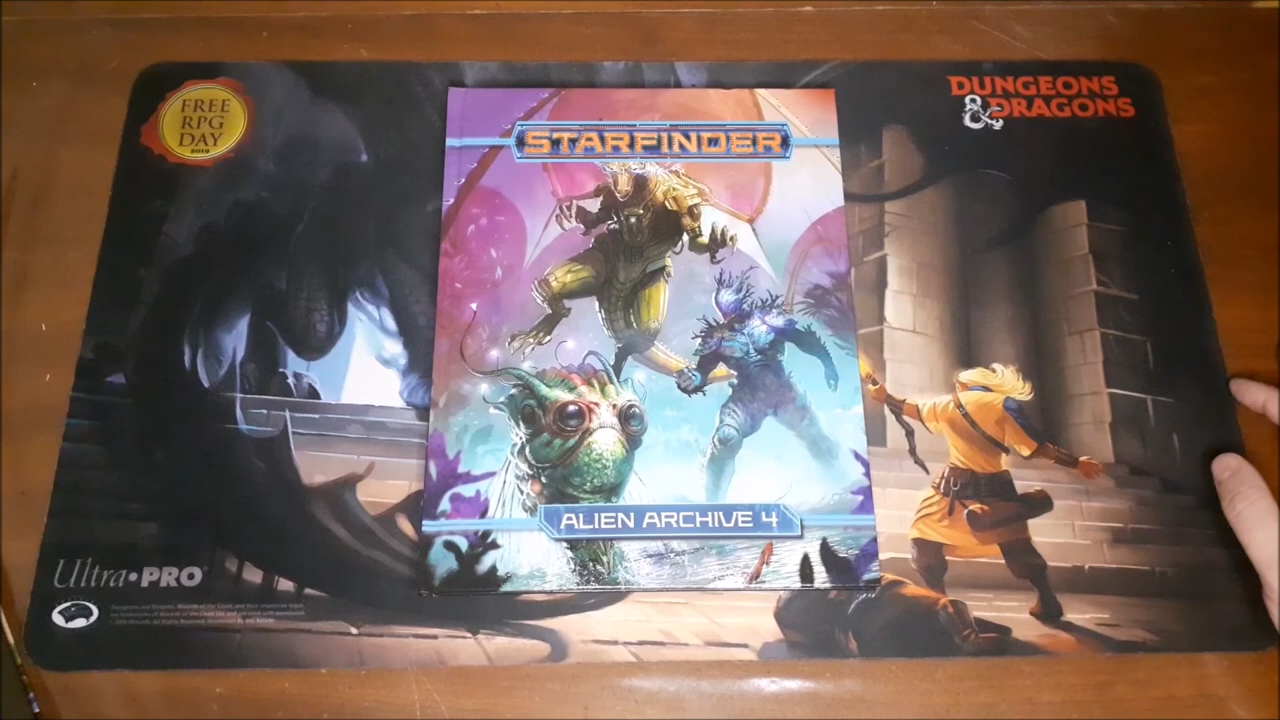 FREE
RPG
DAY
2019
DUNGEONS
& DRAGONS
STARFINDER
ALIEN ARCHIVE 4
Ultra•PRO